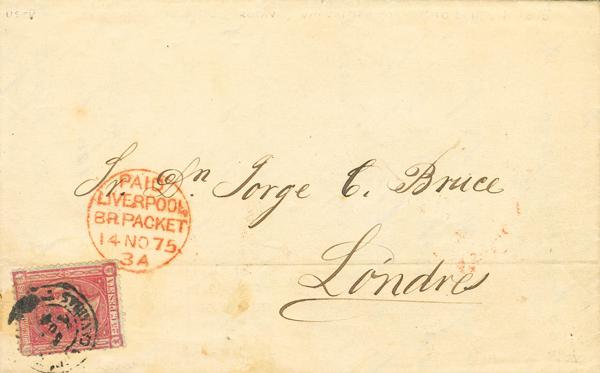 PAID
LIVERPOOL
BR.PACKET
14 NO 75
3A
Sr. Dn Jorge C. Bruce
Londres